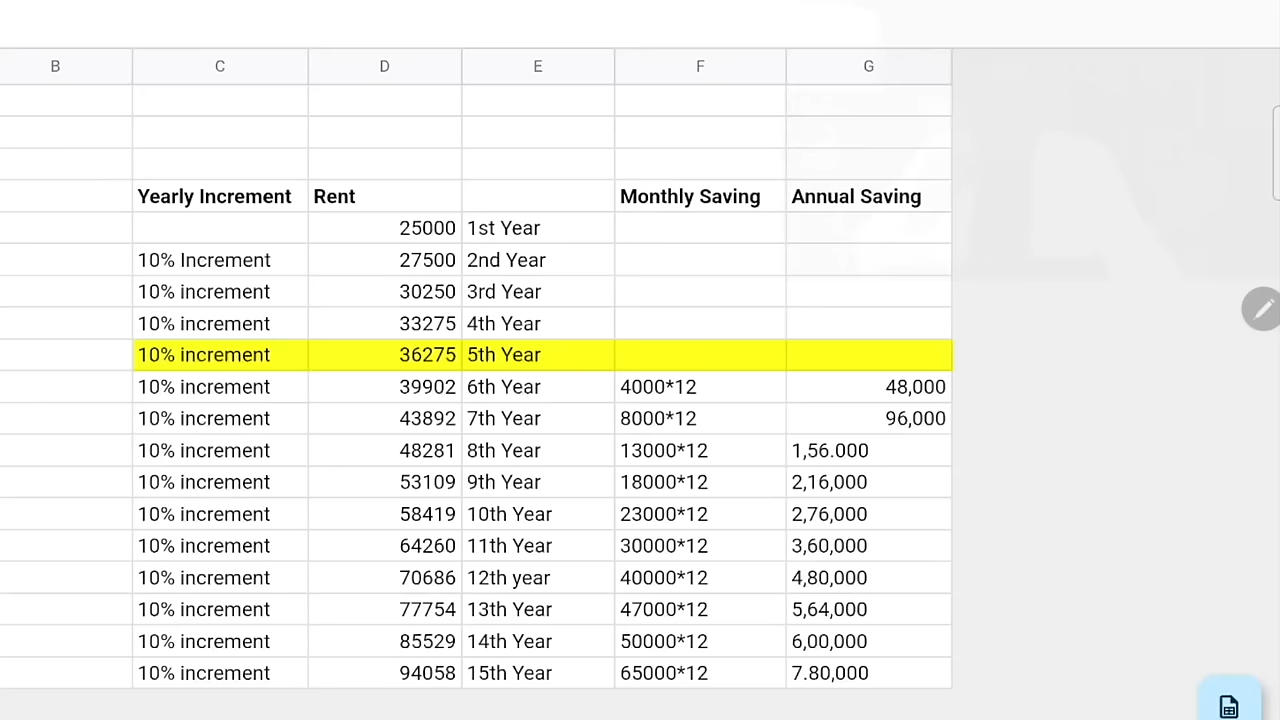 B C D E F G
Yearly Increment Rent Monthly Saving Annual Saving
25000 1st Year
10% Increment 27500 2nd Year
10% increment 30250 3rd Year
10% increment 33275 4th Year
10% increment 36275 5th Year
10% increment 39902 6th Year 4000*12 48,000
10% increment 43892 7th Year 8000*12 96,000
10% increment 48281 8th Year 13000*12 1,56.000
10% increment 53109 9th Year 18000*12 2,16,000
10% increment 58419 10th Year 23000*12 2,76,000
10% increment 64260 11th Year 30000*12 3,60,000
10% increment 70686 12th year 40000*12 4,80,000
10% increment 77754 13th Year 47000*12 5,64,000
10% increment 85529 14th Year 50000*12 6,00,000
10% increment 94058 15th Year 65000*12 7.80,000